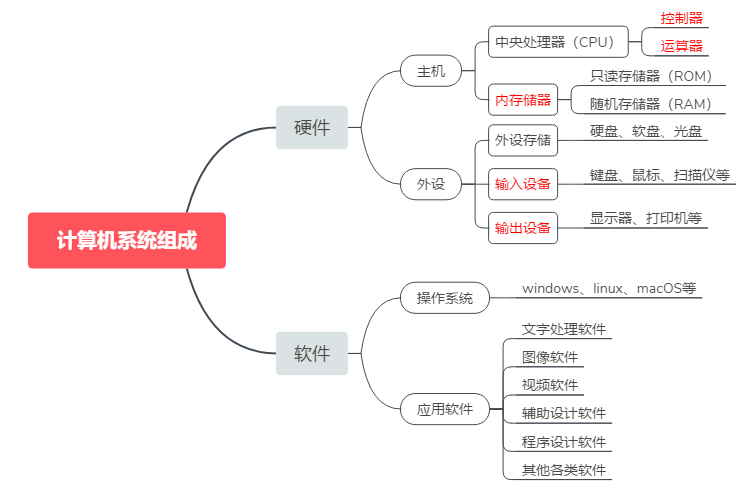 计算机系统组成
硬件
主机
中央处理器（CPU）
控制器
运算器
内存储器
只读存储器（ROM）
随机存储器（RAM）
外设
外设存储
硬盘、软盘、光盘
输入设备
键盘、鼠标、扫描仪等
输出设备
显示器、打印机等
软件
操作系统
windows、linux、macOS等
应用软件
文字处理软件
图像软件
视频软件
辅助设计软件
程序设计软件
其他各类软件